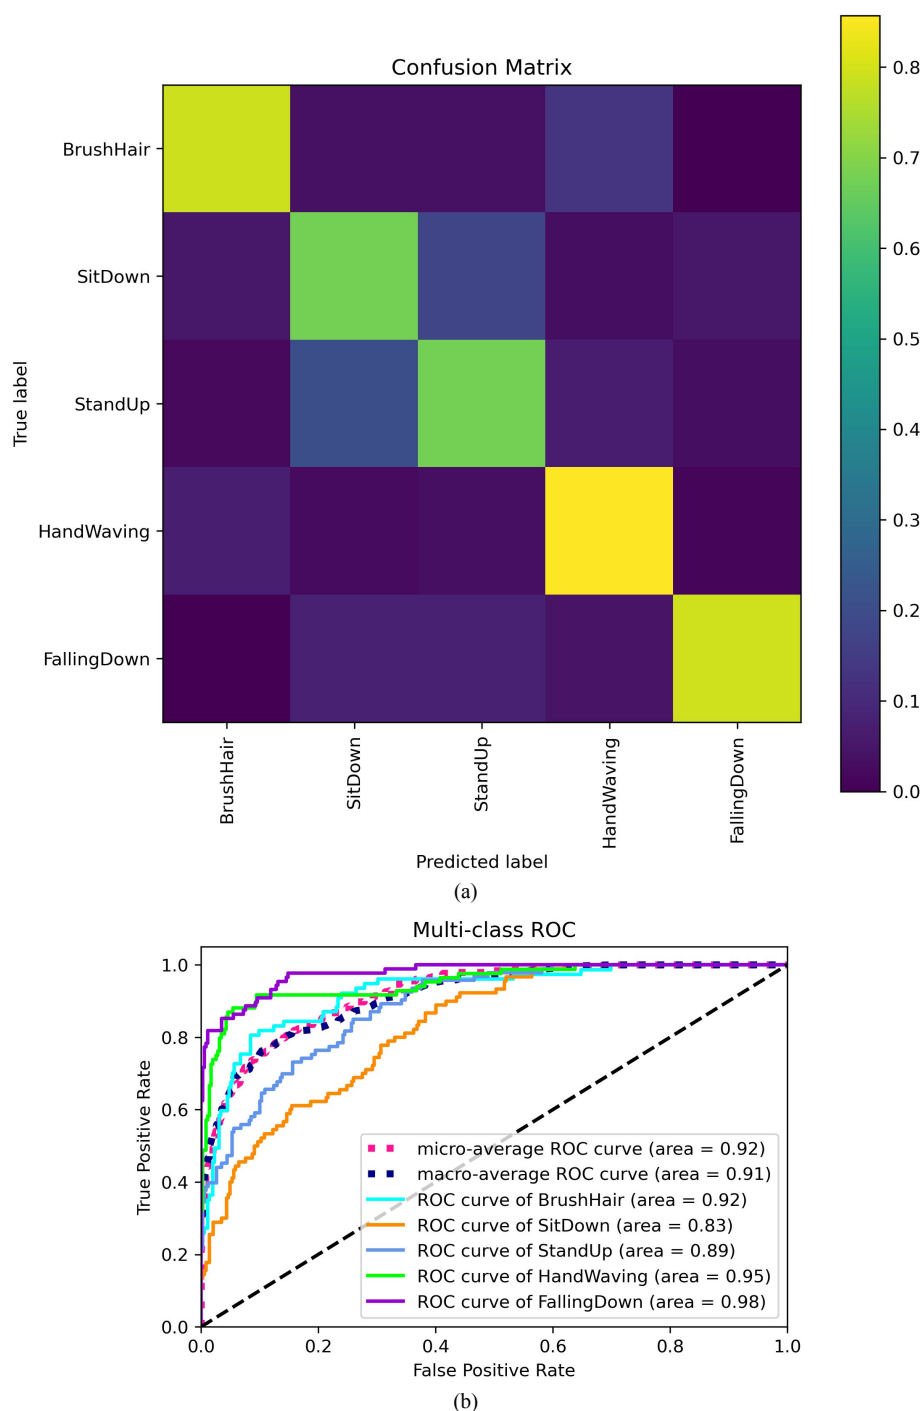 Confusion Matrix
True label
BrushHair
SitDown
StandUp
HandWaving
FallingDown
BrushHair
SitDown
StandUp
HandWaving
FallingDown
Predicted label
0.8
0.7
0.6
0.5
0.4
0.3
0.2
0.1
0.0
(a)
Multi-class ROC
True Positive Rate
1.0
0.8
0.6
0.4
0.2
0.0
micro-average ROC curve (area = 0.92)
macro-average ROC curve (area = 0.91)
ROC curve of BrushHair (area = 0.92)
ROC curve of SitDown (area = 0.83)
ROC curve of StandUp (area = 0.89)
ROC curve of HandWaving (area = 0.95)
ROC curve of FallingDown (area = 0.98)
0.0 0.2 0.4 0.6 0.8 1.0
False Positive Rate
(b)